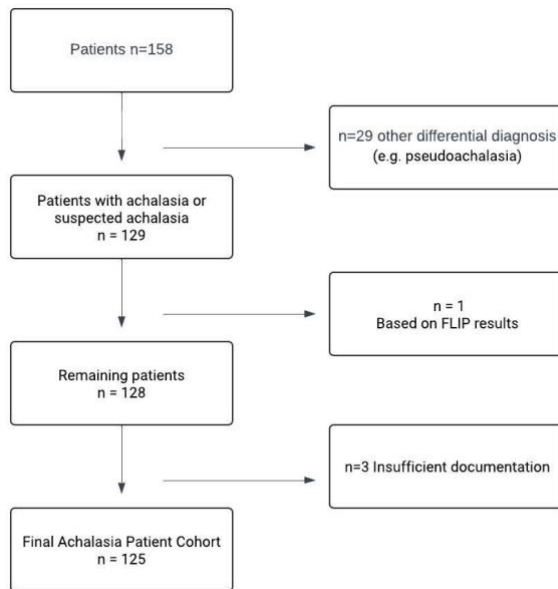 Patients n=158
n=29 other differential diagnosis
(e.g. pseudoachalasia)
Patients with achalasia or
suspected achalasia
n = 129
n = 1
Based on FLIP results
Remaining patients
n = 128
n=3 Insufficient documentation
Final Achalasia Patient Cohort
n = 125